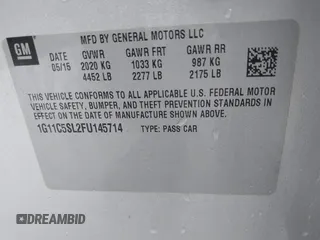 GM
MFD BY GENERAL MOTORS LLC
DATE GVWR GAWR FRT GAWR RR
05/15 2020 KG 1033 KG 987 KG
4452 LB 2277 LB 2175 LB
THIS VEHICLE CONFORMS TO ALL APPLICABLE U.S. FEDERAL MOTOR
VEHICLE SAFETY, BUMPER, AND THEFT PREVENTION STANDARDS IN
EFFECT ON THE DATE OF MANUFACTURE SHOWN ABOVE.
1G11C5SL2FU145714 TYPE: PASS CAR
DREAMBID